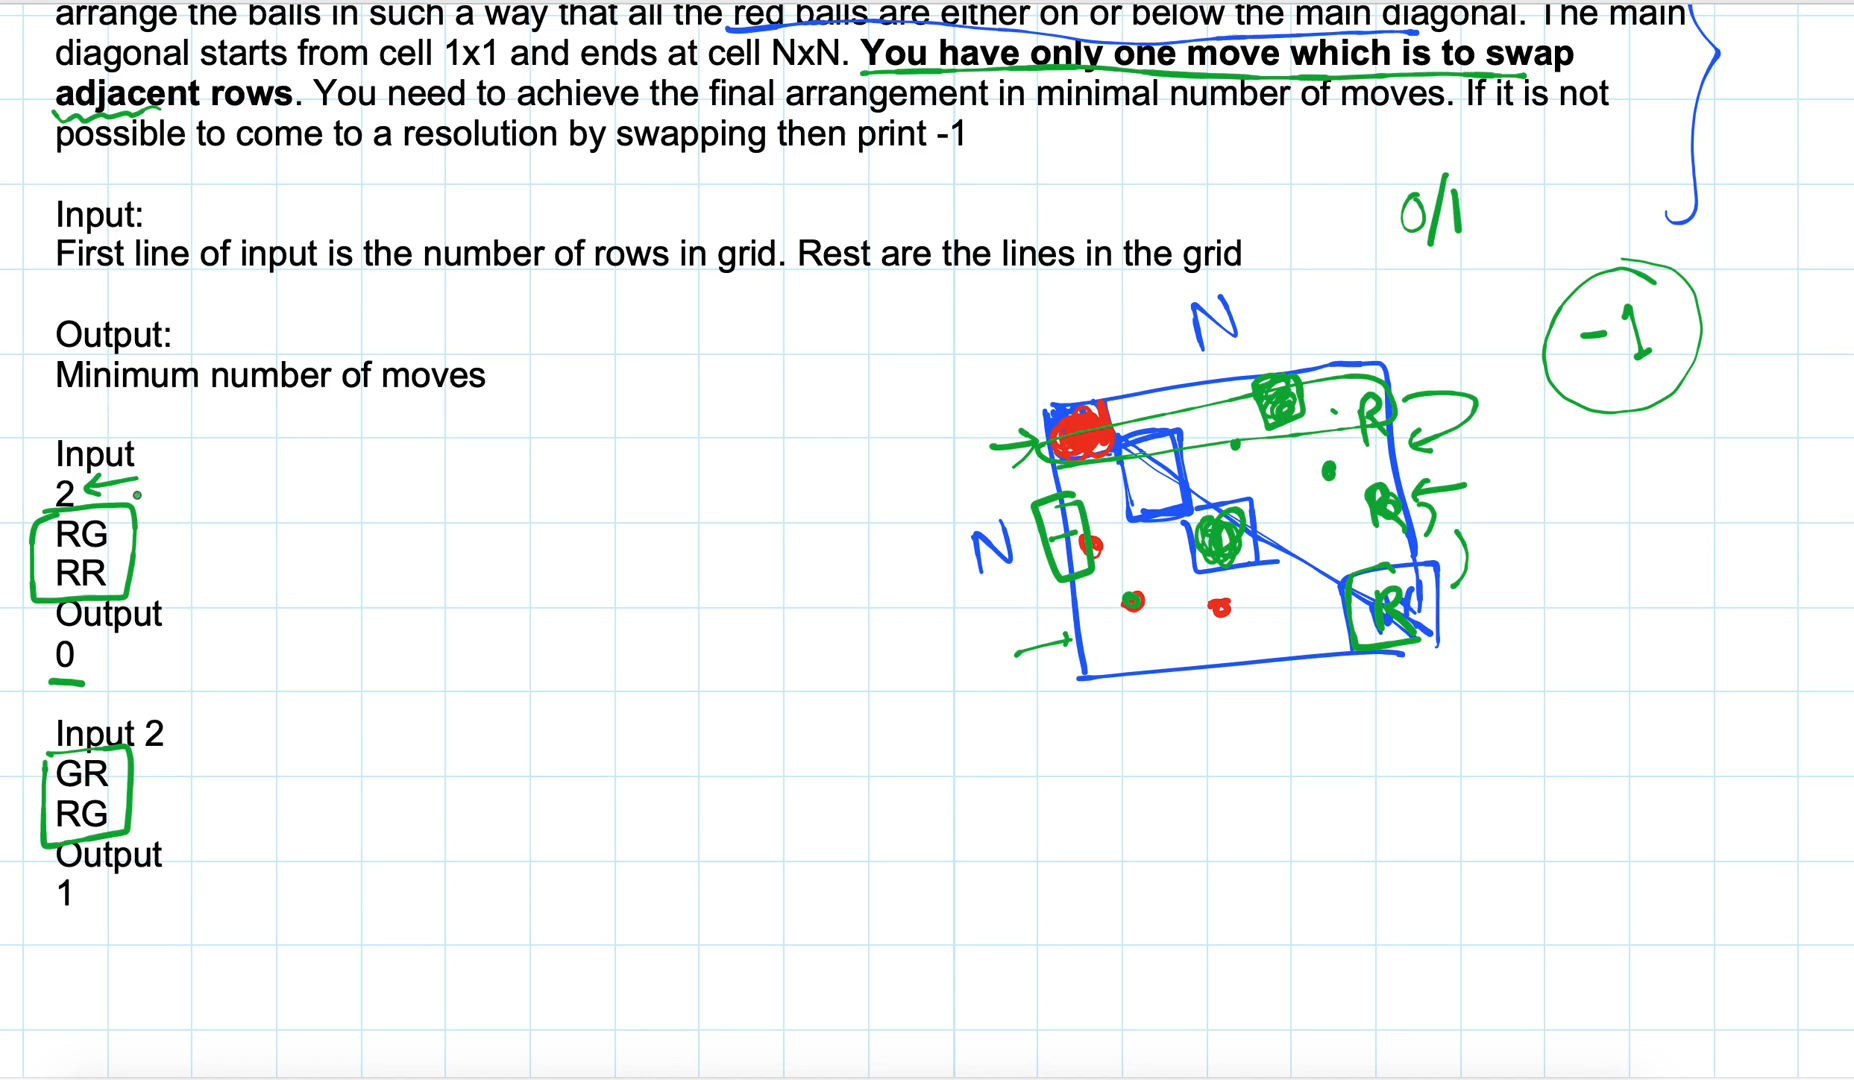 arrange the balls in such a way that all the red balls are either on or below the main diagonal. The main
diagonal starts from cell 1x1 and ends at cell NxN. You have only one move which is to swap
adjacent rows. You need to achieve the final arrangement in minimal number of moves. If it is not
possible to come to a resolution by swapping then print -1
Input:
First line of input is the number of rows in grid. Rest are the lines in the grid
0/1
Output:
Minimum number of moves
-1
N
R
R
N
R
Input
2
RG
RR
Output
0
Input 2
GR
RG
Output
1